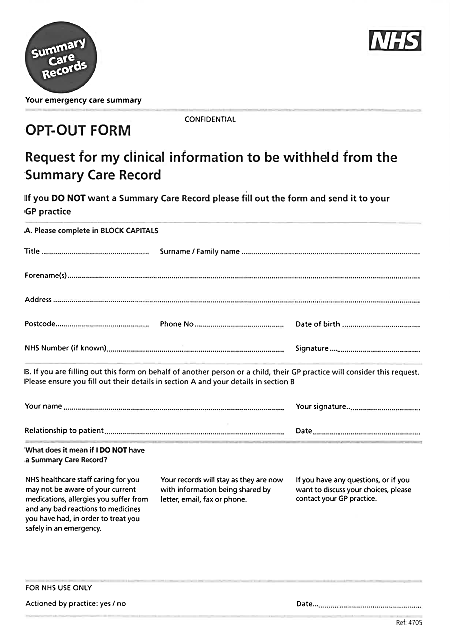 Summary
Care
Records
NHS
Your emergency care summary
CONFIDENTIAL
OPT-OUT FORM
Request for my clinical information to be withheld from the
Summary Care Record
If you DO NOT want a Summary Care Record please fill out the form and send it to your
GP practice
A. Please complete in BLOCK CAPITALS
Title Surname / Family name
Forename(s)
Address
Postcode Phone No Date of birth
NHS Number (if known) Signature
B. If you are filling out this form on behalf of another person or a child, their GP practice will consider this request.
Please ensure you fill out their details in section A and your details in section B
Your name Your signature
Relationship to patient Date
What does it mean if I DO NOT have
a Summary Care Record?
NHS healthcare staff caring for you
may not be aware of your current
medications, allergies you suffer from
and any bad reactions to medicines
you have had, in order to treat you
safely in an emergency.
Your records will stay as they are now
with information being shared by
letter, email, fax or phone.
If you have any questions, or if you
want to discuss your choices, please
contact your GP practice.
FOR NHS USE ONLY
Actioned by practice: yes / no Date
Ref: 4705